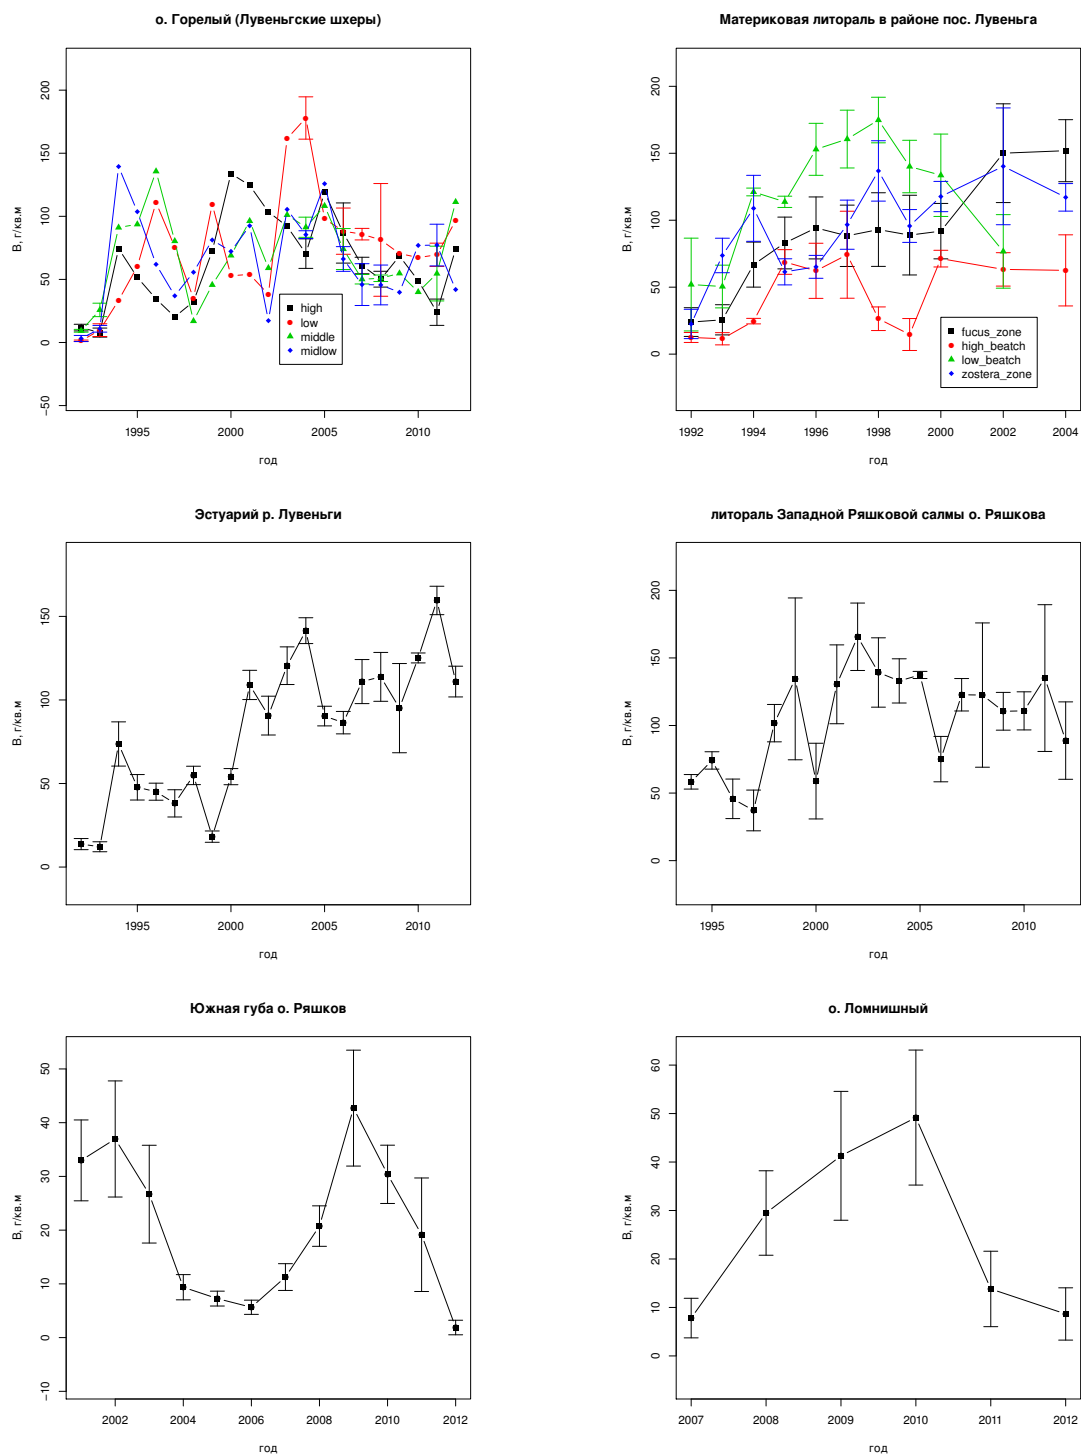 о. Горелый (Лувеньгские шхеры)
B, г/кв.м
200
150
100
50
0
−50
high
low
middle
midlow
1995
2000
2005
2010
год
Материковая литораль в районе пос. Лувеньга
B, г/кв.м
200
150
100
50
0
fucus_zone
high_beatch
low_beatch
zostera_zone
1992
1994
1996
1998
2000
2002
2004
год
Эстуарий р. Лувеньги
B, г/кв.м
150
100
50
0
1995
2000
2005
2010
год
литораль Западной Ряшковой салмы о. Ряшкова
B, г/кв.м
200
150
100
50
0
1995
2000
2005
2010
год
Южная губа о. Ряшков
B, г/кв.м
50
40
30
20
10
0
−10
2002
2004
2006
2008
2010
2012
год
о. Ломнишный
B, г/кв.м
60
50
40
30
20
10
0
2007
2008
2009
2010
2011
2012
год